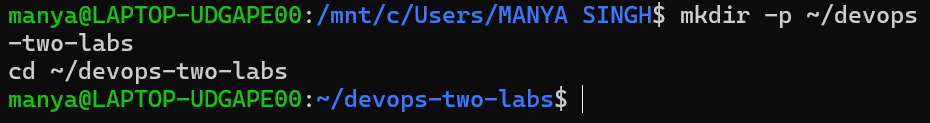 manya@LAPTOP-UDGAPE00:/mnt/c/Users/MANYA SINGH$ mkdir -p ~/devops
-two-labs
cd ~/devops-two-labs
manya@LAPTOP-UDGAPE00:~/devops-two-labs$